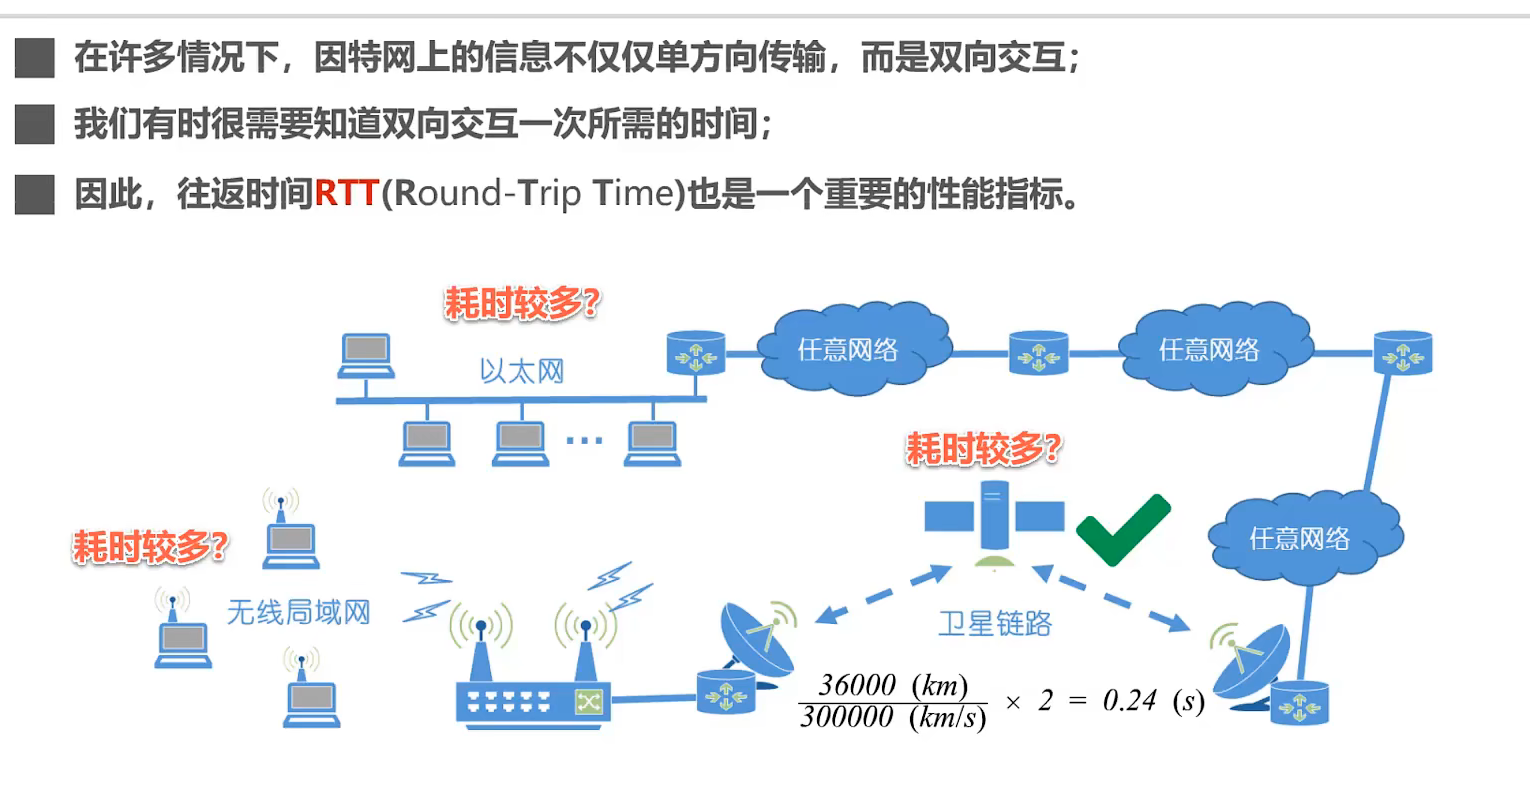 在许多情况下，因特网上的信息不仅仅单方向传输，而是双向交互；
我们有时很需要知道双向交互一次所需的时间；
因此，往返时间RTT(Round-Trip Time)也是一个重要的性能指标。
耗时较多？
以太网
任意网络
任意网络
耗时较多？
任意网络
耗时较多？
无线局域网
卫星链路
36000 (km)
300000 (km/s)
× 2 = 0.24 (s)